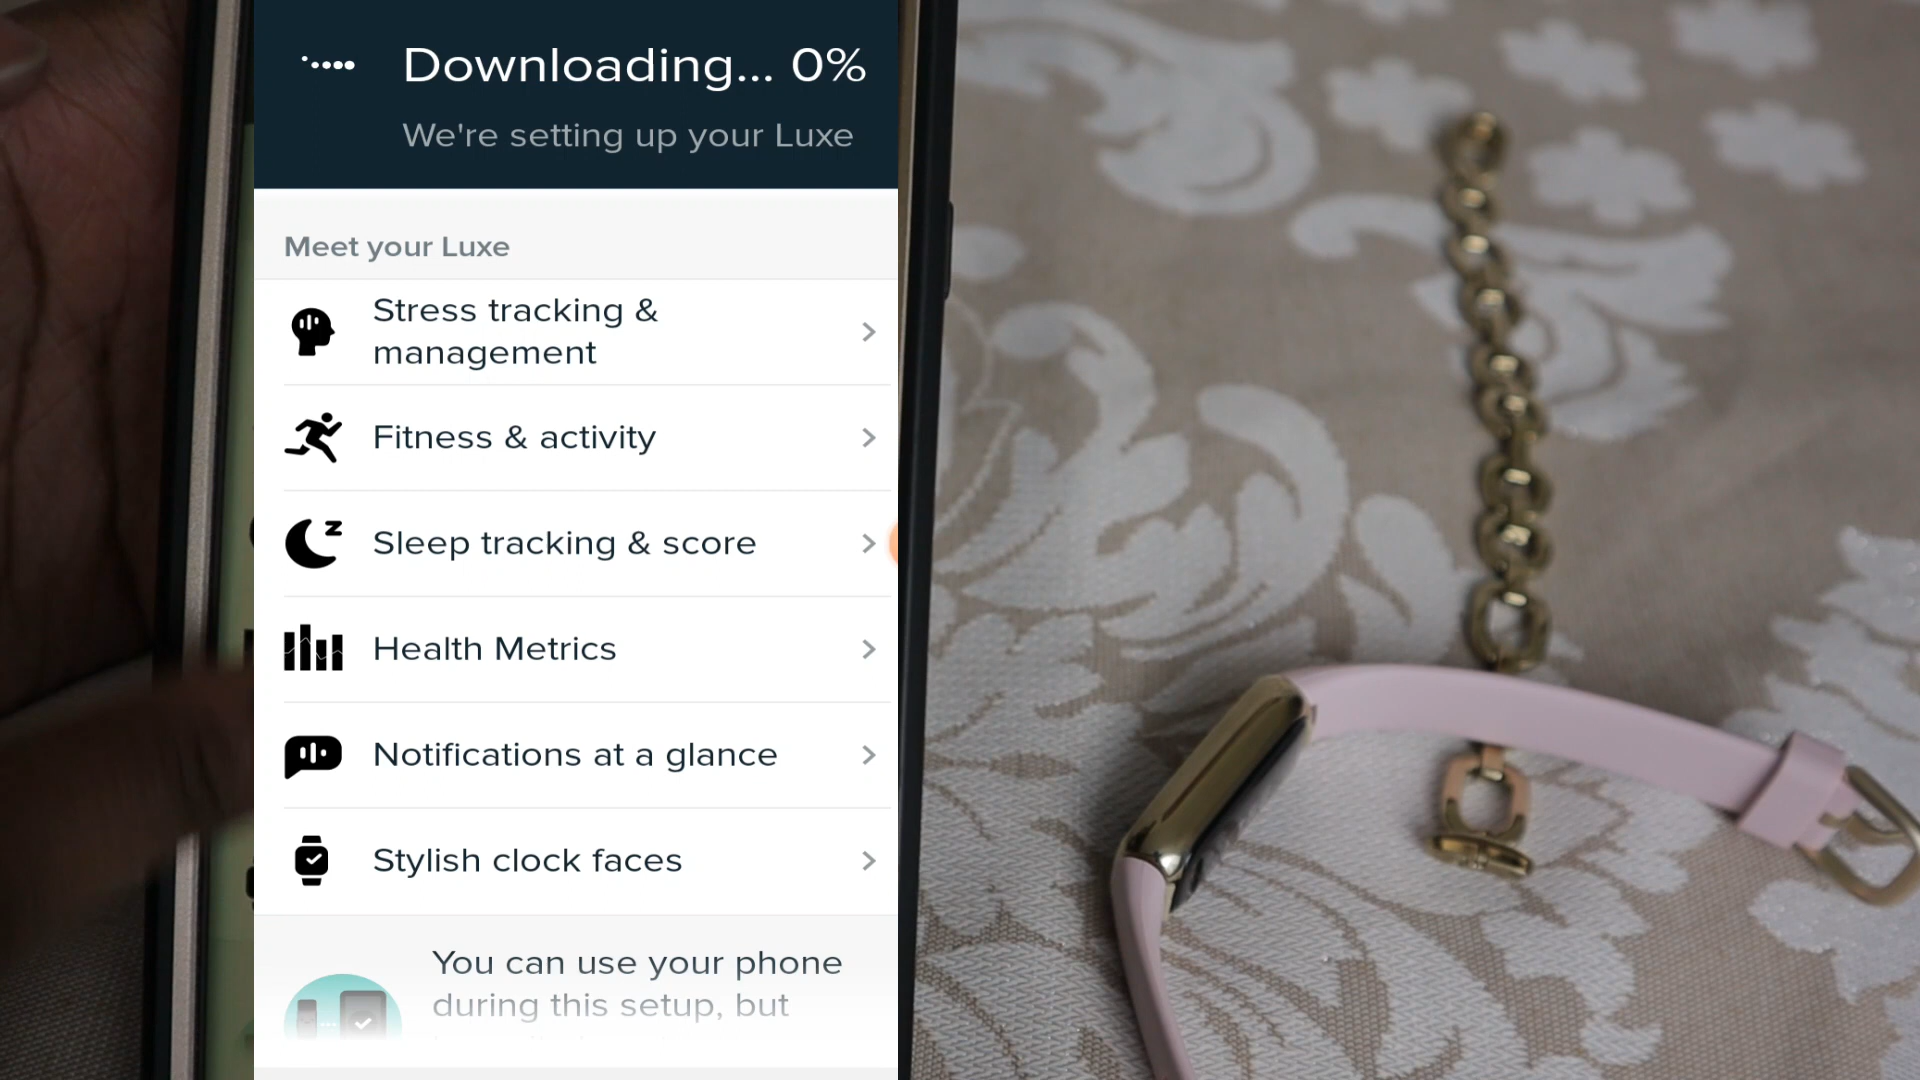 Downloading... 0%
We're setting up your Luxe
Meet your Luxe
Stress tracking &
management
Fitness & activity
Sleep tracking & score
Health Metrics
Notifications at a glance
Stylish clock faces
You can use your phone
during this setup, but